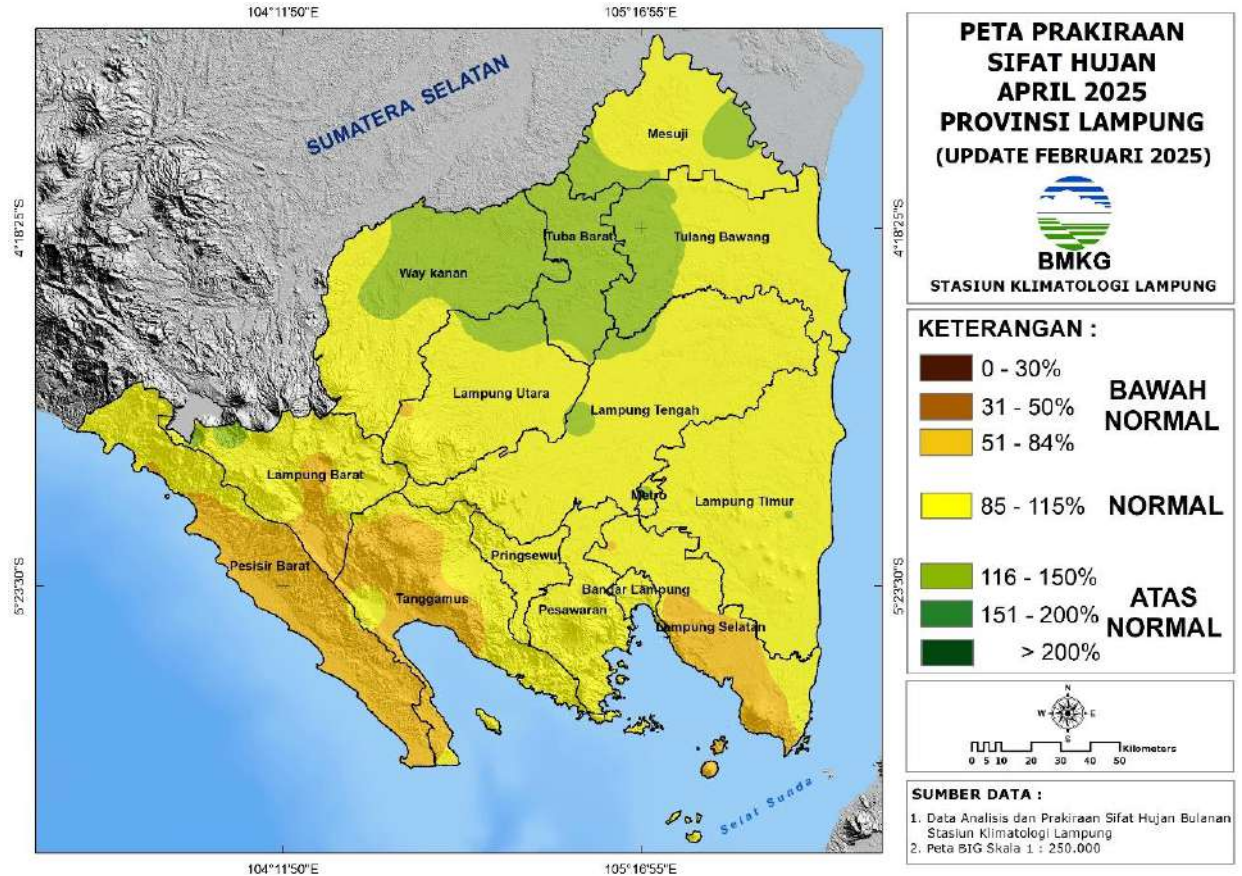 104°11'50"E
105°16'55"E
4°18'25"S
4°18'25"S
5°23'30"S
5°23'30"S
104°11'50"E
105°16'55"E
SUMATERA SELATAN
Mesuji
Tuba Barat
Tulang Bawang
Way kanan
Lampung Utara
Lampung Tengah
Lampung Barat
Metro
Lampung Timur
Pesisir Barat
Pringsewu
Tanggamus
Bandar Lampung
Pesawaran
Lampung Selatan
Selat Sunda
PETA PRAKIRAAN
SIFAT HUJAN
APRIL 2025
PROVINSI LAMPUNG
(UPDATE FEBRUARI 2025)
BMKG
STASIUN KLIMATOLOGI LAMPUNG
KETERANGAN :
0 - 30%
31 - 50%
51 - 84%
BAWAH
NORMAL
85 - 115%
NORMAL
116 - 150%
151 - 200%
> 200%
ATAS
NORMAL
N
W
E
S
0 5 10 20 30 40 50
Kilometers
SUMBER DATA :
1. Data Analisis dan Prakiraan Sifat Hujan Bulanan
Stasiun Klimatologi Lampung
2. Peta BIG Skala 1 : 250.000